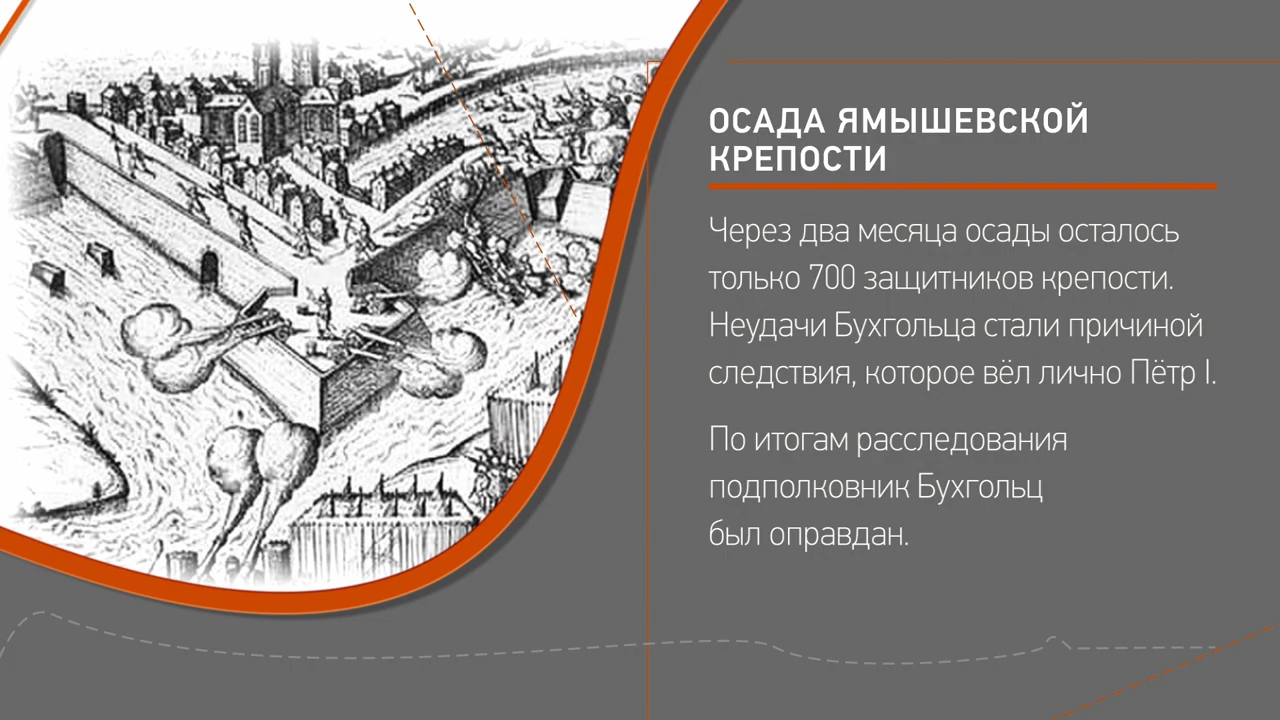 ОСАДА ЯМЫШЕВСКОЙ
КРЕПОСТИ
Через два месяца осады осталось
только 700 защитников крепости.
Неудачи Бухгольца стали причиной
следствия, которое вёл лично Пётр I.
По итогам расследования
подполковник Бухгольц
был оправдан.